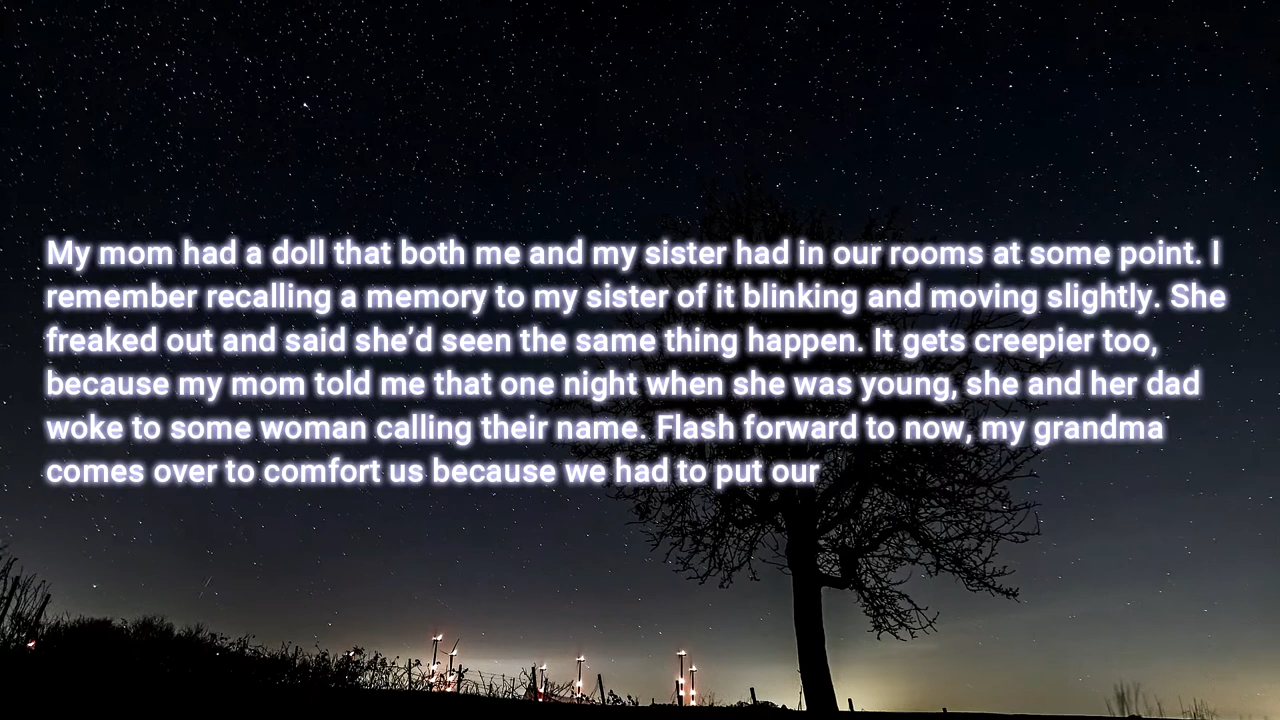 My mom had a doll that both me and my sister had in our rooms at some point. I
remember recalling a memory to my sister of it blinking and moving slightly. She
freaked out and said she’d seen the same thing happen. It gets creepier too,
because my mom told me that one night when she was young, she and her dad
woke to some woman calling their name. Flash forward to now, my grandma
comes over to comfort us because we had to put our